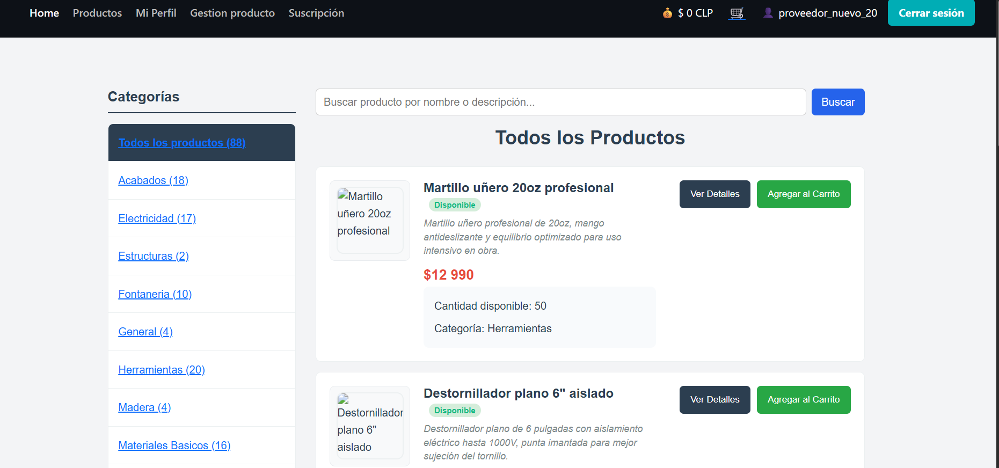 Home Productos Mi Perfil Gestion producto Suscripción $ 0 CLP proveedor_nuevo_20 Cerrar sesión
Categorías
Todos los productos (88)
Acabados (18)
Electricidad (17)
Estructuras (2)
Fontaneria (10)
General (4)
Herramientas (20)
Madera (4)
Materiales Basicos (16)
Buscar producto por nombre o descripción... Buscar
Todos los Productos
Martillo
uñero 20oz
profesional
Martillo uñero 20oz profesional
Disponible
Martillo uñero profesional de 20oz, mango
antideslizante y equilibrio optimizado para uso
intensivo en obra.
$12 990
Cantidad disponible: 50
Categoría: Herramientas
Ver Detalles Agregar al Carrito
Destornillador
plano 6"
aislado
Destornillador plano 6" aislado
Disponible
Destornillador plano de 6 pulgadas con aislamiento
eléctrico hasta 1000V, punta imantada para mejor
sujeción del tornillo.
Ver Detalles Agregar al Carrito